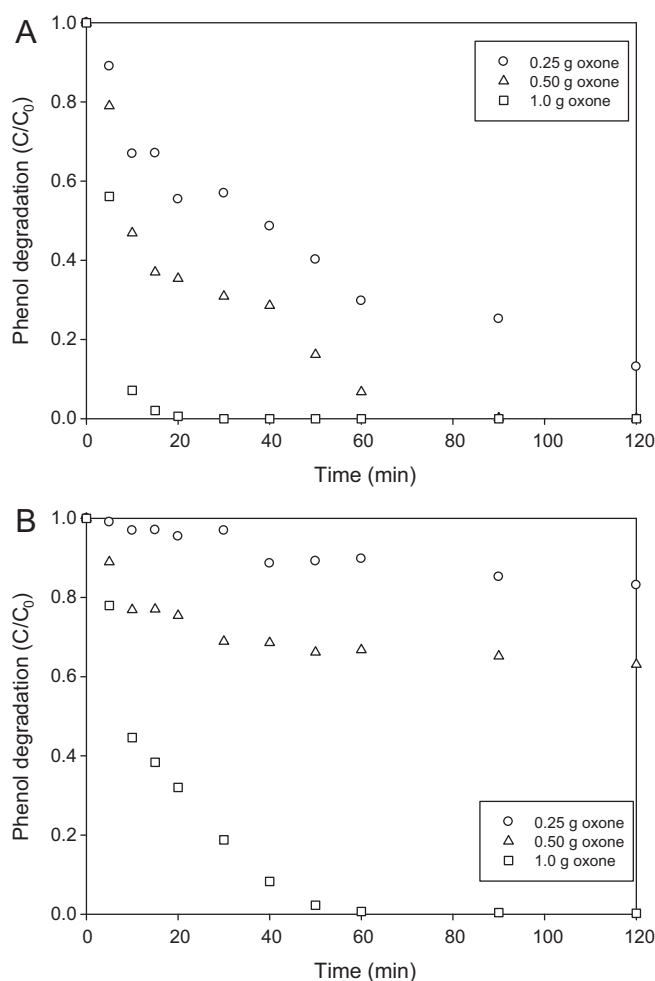 A
1.0
0.8
0.6
0.4
0.2
0.0
Phenol degradation (C/C₀)
0.25 g oxone
0.50 g oxone
1.0 g oxone
0 20 40 60 80 100 120
Time (min)
B
1.0
0.8
0.6
0.4
0.2
0.0
Phenol degradation (C/C₀)
0.25 g oxone
0.50 g oxone
1.0 g oxone
0 20 40 60 80 100 120
Time (min)